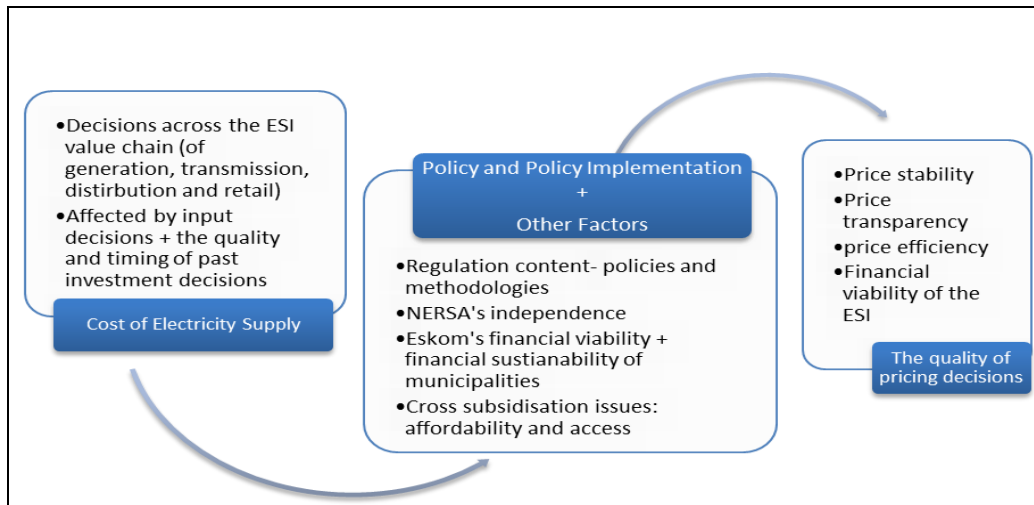 •Decisions across the ESI
value chain (of
generation, transmission,
distirbution and retail)
•Affected by input
decisions + the quality
and timing of past
investment decisions
Cost of Electricity Supply
Policy and Policy Implementation
+
Other Factors
•Regulation content- policies and
methodologies
•NERSA's independence
•Eskom's financial viability +
financial sustianability of
municipalities
•Cross subsidisation issues:
affordability and access
•Price stability
•Price
transparency
•price efficiency
•Financial
viability of the
ESI
The quality of
pricing decisions